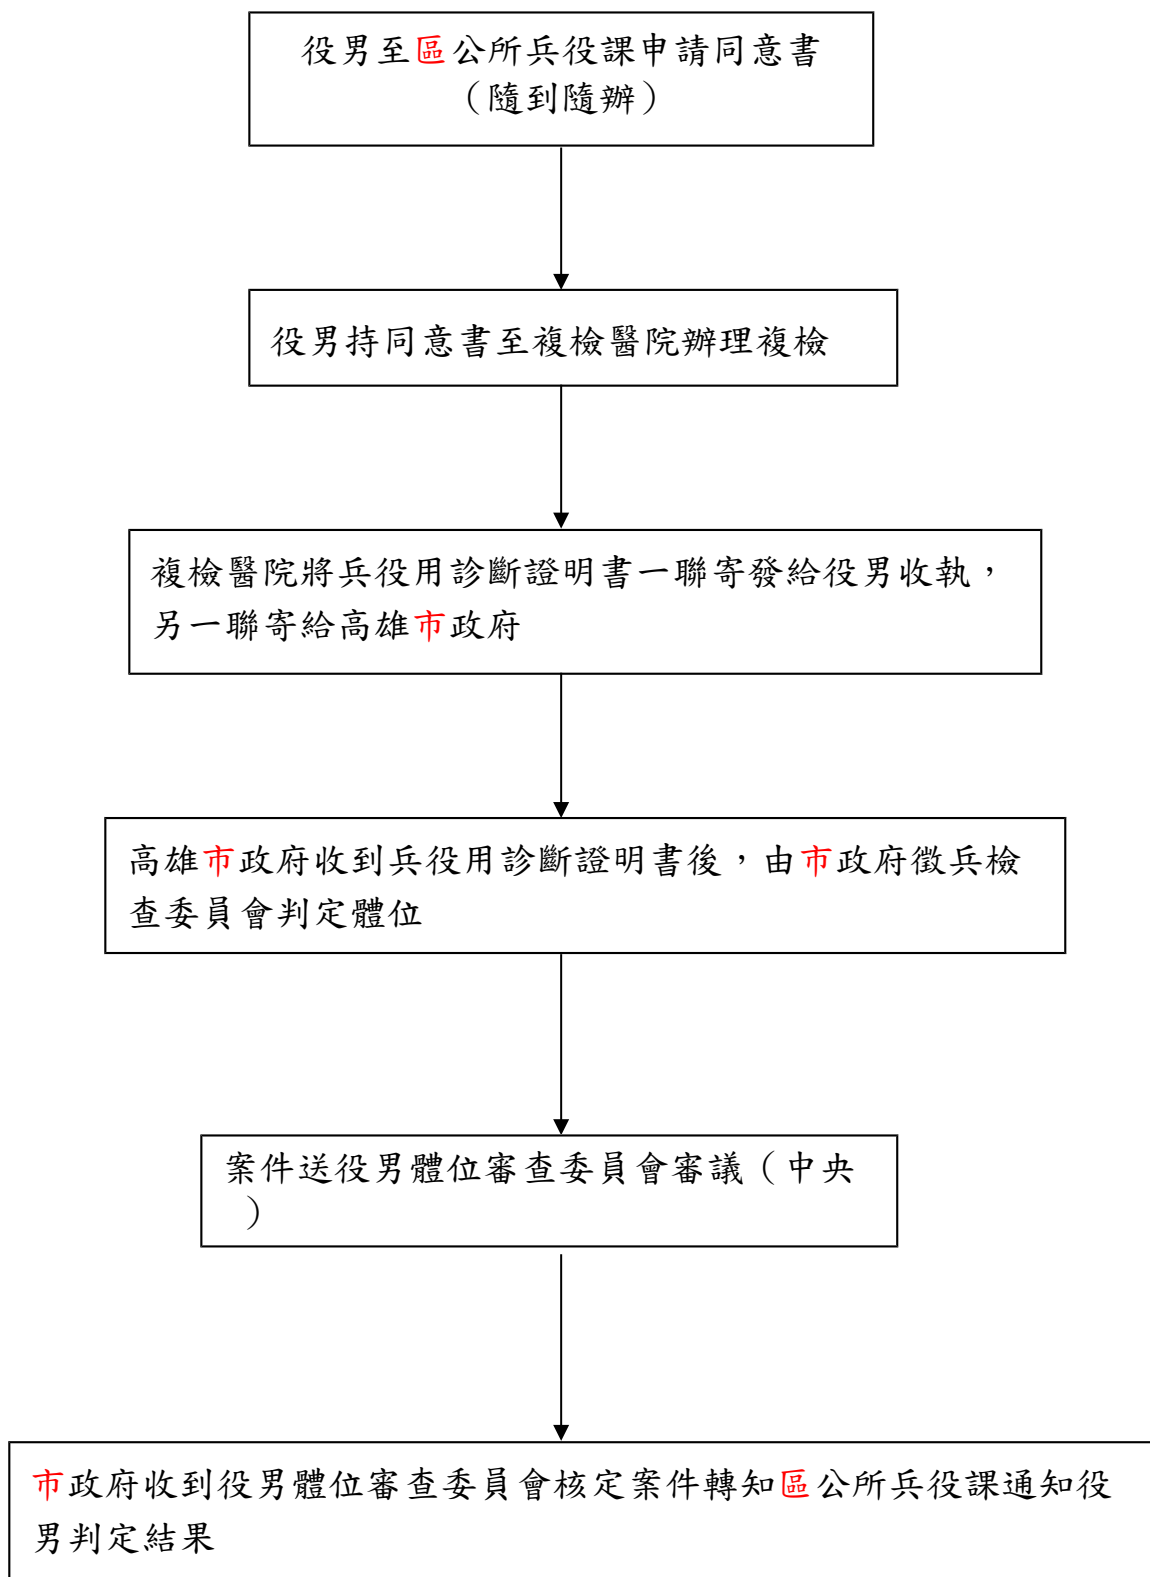 役男至區公所兵役課申請同意書
（隨到隨辦）
役男持同意書至複檢醫院辦理複檢
複檢醫院將兵役用診斷證明書一聯寄發給役男收執，
另一聯寄給高雄市政府
高雄市政府收到兵役用診斷證明書後，由市政府徵兵檢
查委員會判定體位
案件送役男體位審查委員會審議（中央
）
市政府收到役男體位審查委員會核定案件轉知區公所兵役課通知役
男判定結果